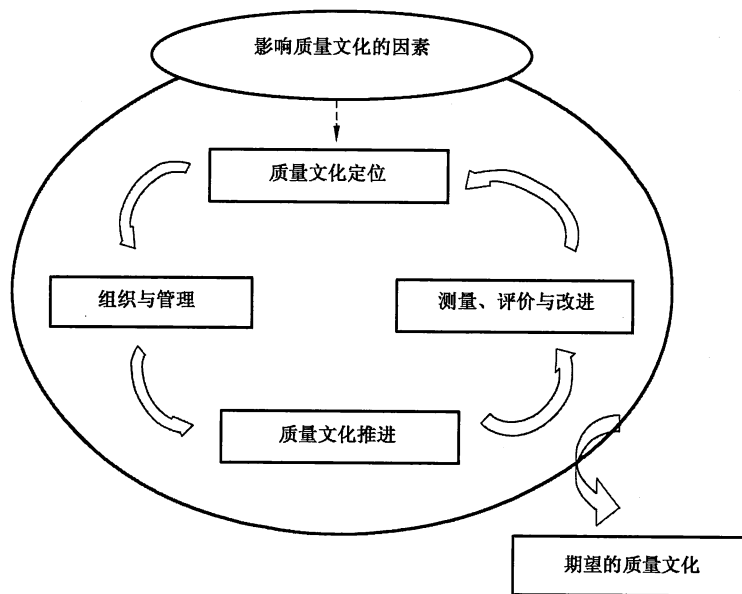 影响质量文化的因素
质量文化定位
组织与管理
测量、评价与改进
质量文化推进
期望的质量文化